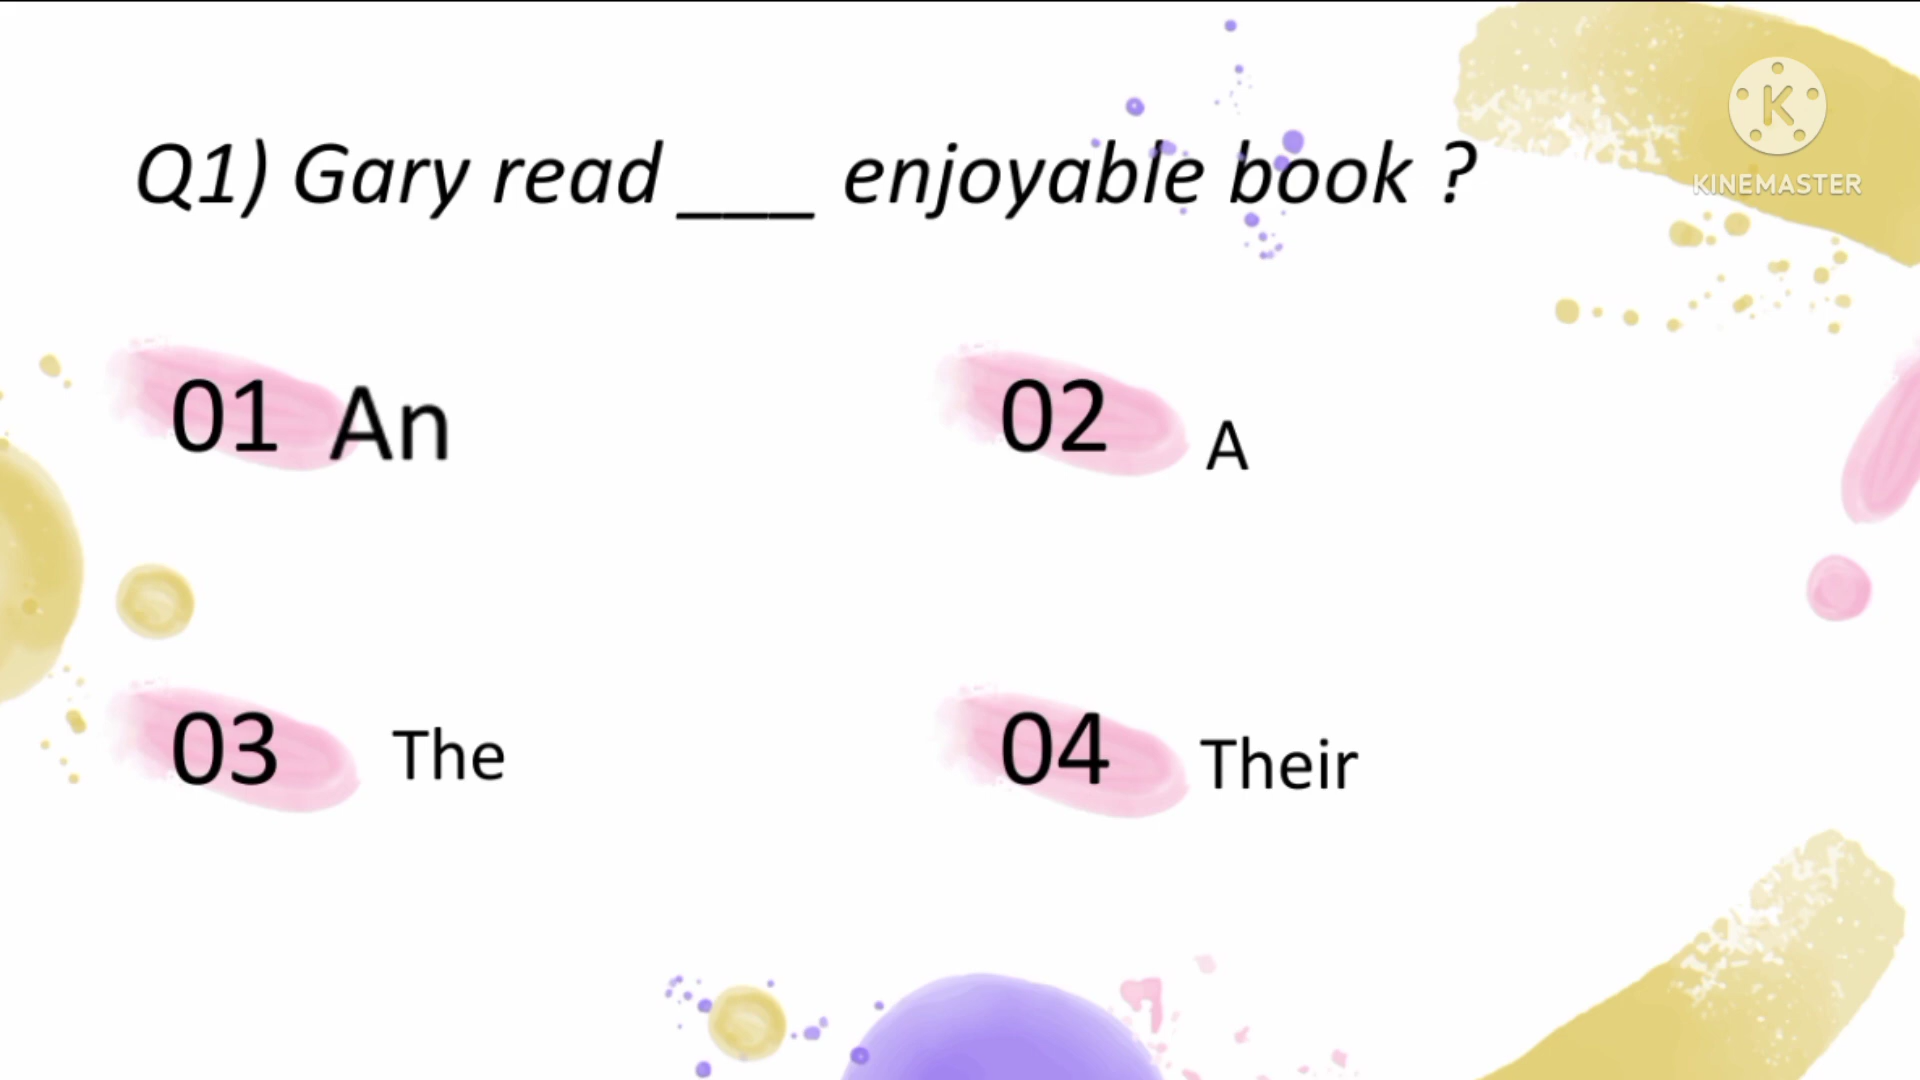 Q1) Gary read ___ enjoyable book ?
K
KINEMASTER
01 An
02 A
03 The
04 Their